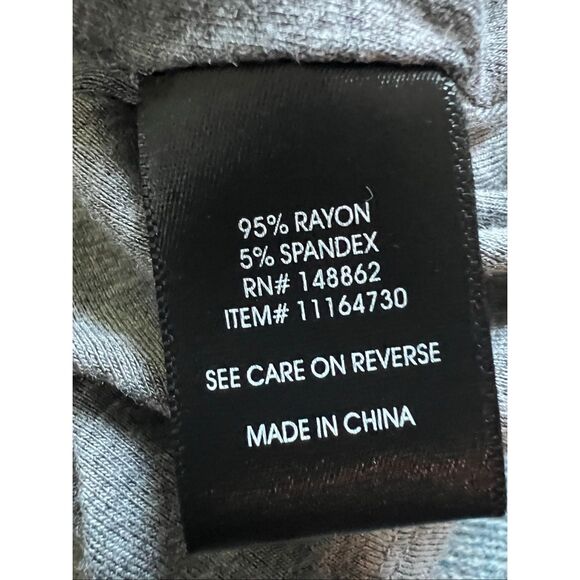 95% RAYON
5% SPANDEX
RN# 148862
ITEM# 11164730
SEE CARE ON REVERSE
MADE IN CHINA